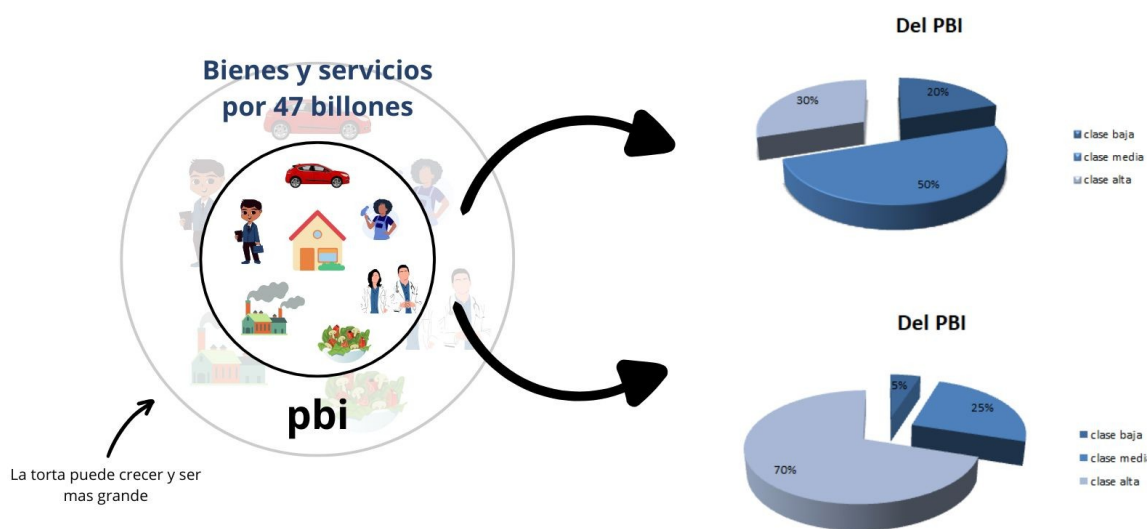 Bienes y servicios
por 47 billones
pbi
La torta puede crecer y ser
mas grande
Del PBI
30%
20%
50%
clase baja
clase media
clase alta
Del PBI
5%
25%
70%
clase baja
clase medi
clase alta